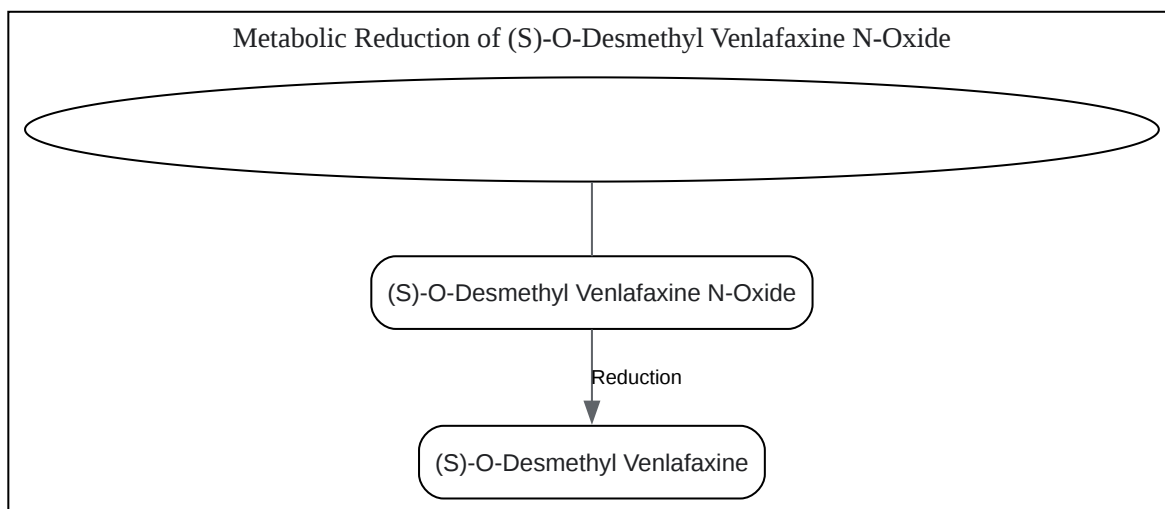 Metabolic Reduction of (S)-O-Desmethyl Venlafaxine N-Oxide
(S)-O-Desmethyl Venlafaxine N-Oxide
Reduction
(S)-O-Desmethyl Venlafaxine